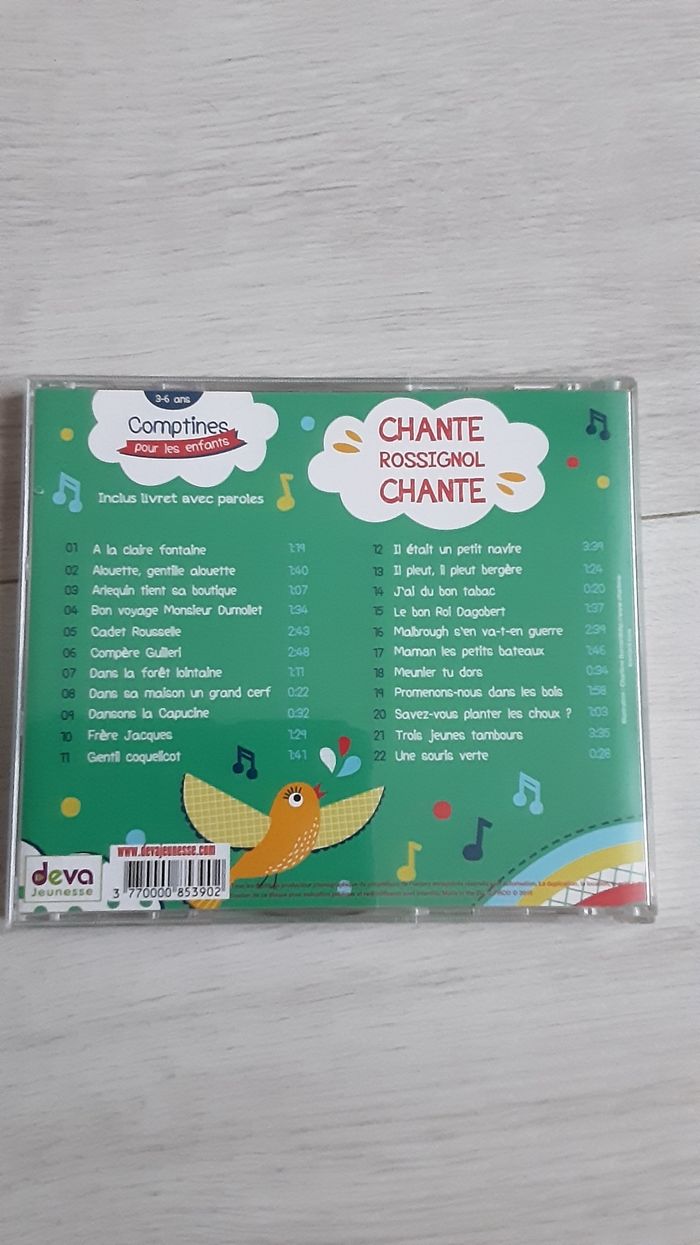 3-6 ans
Comptines
pour les enfants
Inclus livret avec paroles
CHANTE
ROSSIGNOL
CHANTE
01 A la claire fontaine 1:19
02 Alouette, gentille alouette 1:40
03 Arlequin tient sa boutique 1:07
04 Bon voyage Monsieur Dumollet 1:34
05 Cadet Rousselle 2:43
06 Compère Guilleri 2:48
07 Dans la forêt lointaine 1:11
08 Dans sa maison un grand cerf 0:22
09 Dansons la Capucine 0:32
10 Frère Jacques 1:29
11 Gentil coquelicot 1:41
12 Il était un petit navire 3:39
13 Il pleut, il pleut bergère 1:24
14 J'ai du bon tabac 0:20
15 Le bon Roi Dagobert 1:37
16 Malbrough s'en va-t-en guerre 2:39
17 Maman les petits bateaux 1:46
18 Meunier tu dors 0:34
19 Promenons-nous dans les bois 1:58
20 Savez-vous planter les choux ? 1:03
21 Trois jeunes tambours 3:35
22 Une souris verte 0:28
deva
Jeunesse
www.devajeunesse.com
3 770000 853902